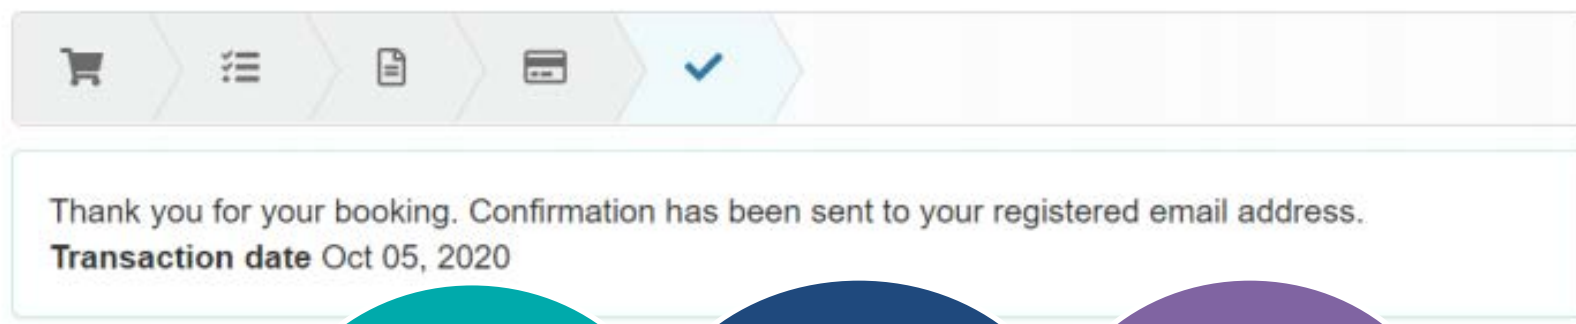 Thank you for your booking. Confirmation has been sent to your registered email address.
Transaction date Oct 05, 2020